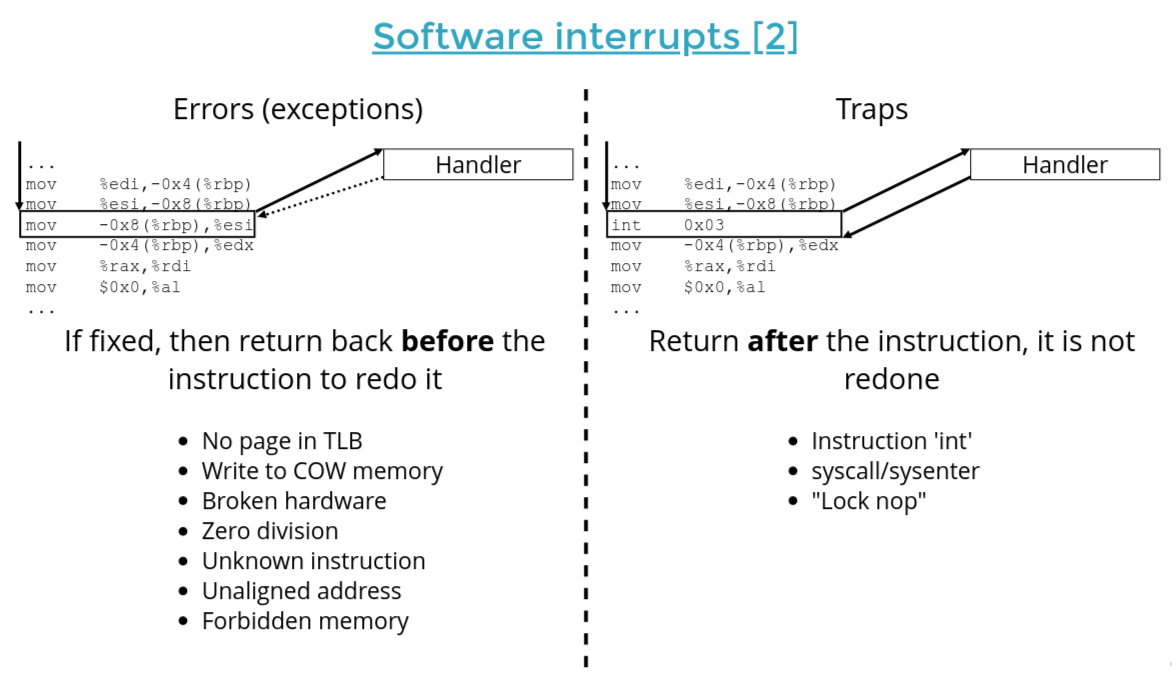 Software interrupts [2]
Errors (exceptions)
Handler
...
mov %edi,-0x4(%rbp)
mov %esi,-0x8(%rbp)
mov -0x8(%rbp),%esi
mov -0x4(%rbp),%edx
mov %rax,%rdi
mov $0x0,%al
...
If fixed, then return back before the
instruction to redo it
No page in TLB
Write to COW memory
Broken hardware
Zero division
Unknown instruction
Unaligned address
Forbidden memory
Traps
Handler
...
mov %edi,-0x4(%rbp)
mov %esi,-0x8(%rbp)
int 0x03
mov -0x4(%rbp),%edx
mov %rax,%rdi
mov $0x0,%al
...
Return after the instruction, it is not
redone
Instruction 'int'
syscall/sysenter
"Lock nop"